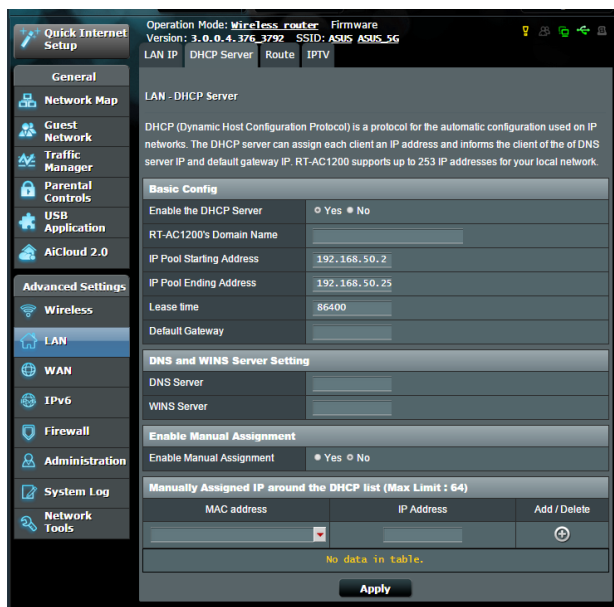 Quick Internet Setup
Operation Mode: Wireless router Firmware
Version: 3.0.0.4.376_3792 SSID: ASUS ASUS_5G
LAN IP DHCP Server Route IPTV
General
Network Map
Guest Network
Traffic Manager
Parental Controls
USB Application
AiCloud 2.0
Advanced Settings
Wireless
LAN
WAN
IPv6
Firewall
Administration
System Log
Network Tools
LAN - DHCP Server
DHCP (Dynamic Host Configuration Protocol) is a protocol for the automatic configuration used on IP
networks. The DHCP server can assign each client an IP address and informs the client of the of DNS
server IP and default gateway IP. RT-AC1200 supports up to 253 IP addresses for your local network.
Basic Config
Enable the DHCP Server Yes No
RT-AC1200's Domain Name
IP Pool Starting Address 192.168.50.2
IP Pool Ending Address 192.168.50.25
Lease time 86400
Default Gateway
DNS and WINS Server Setting
DNS Server
WINS Server
Enable Manual Assignment
Enable Manual Assignment Yes No
Manually Assigned IP around the DHCP list (Max Limit : 64)
MAC address IP Address Add / Delete
No data in table.
Apply